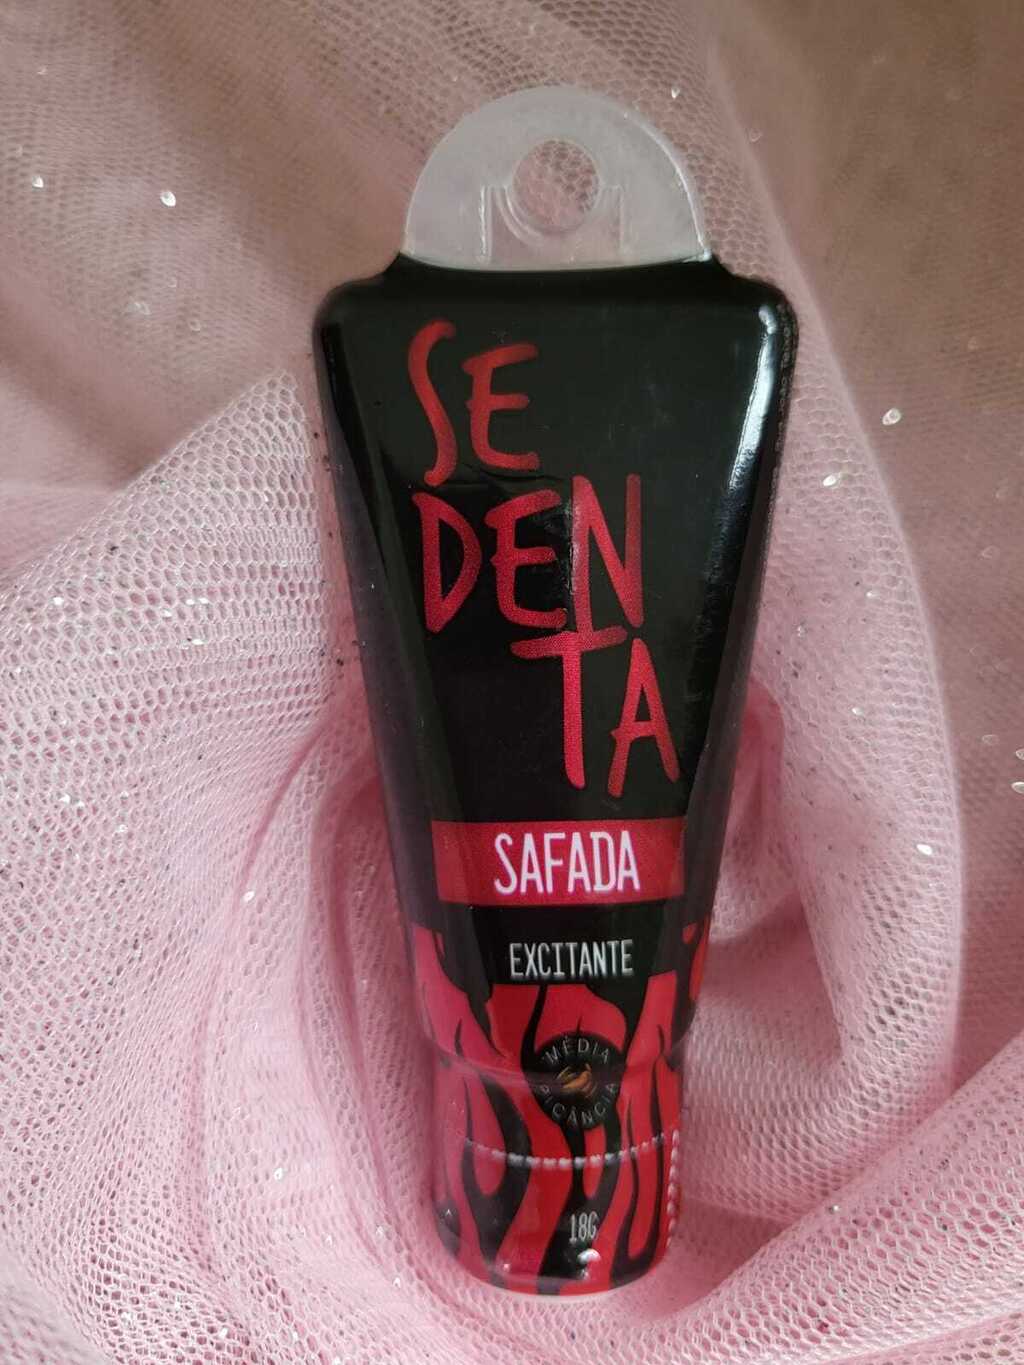 SE
DEN
TA
SAFADA
EXCITANTE
MÉDIA
PICÂNCIA
18G